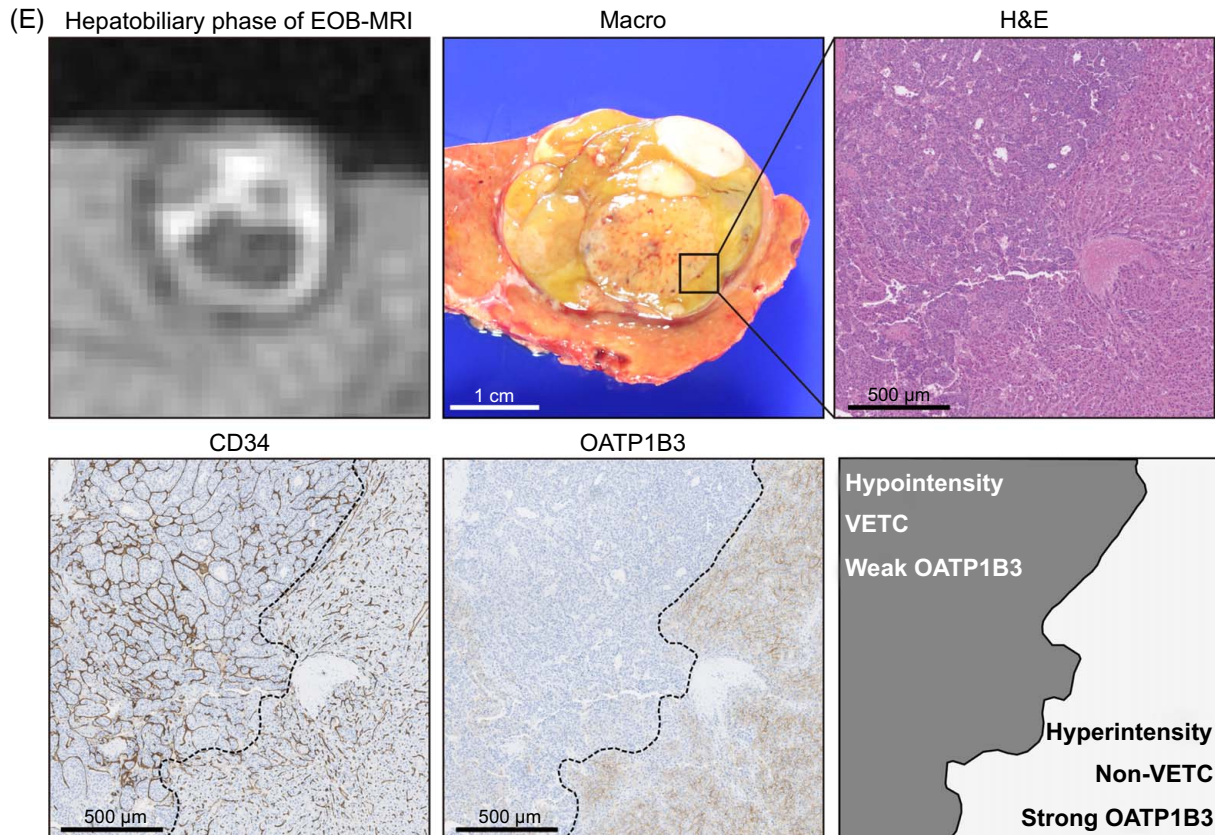 (E)
Hepatobiliary phase of EOB-MRI
Macro
H&E
1 cm
500 μm
CD34
OATP1B3
500 μm
500 μm
Hypointensity
VETC
Weak OATP1B3
Hyperintensity
Non-VETC
Strong OATP1B3